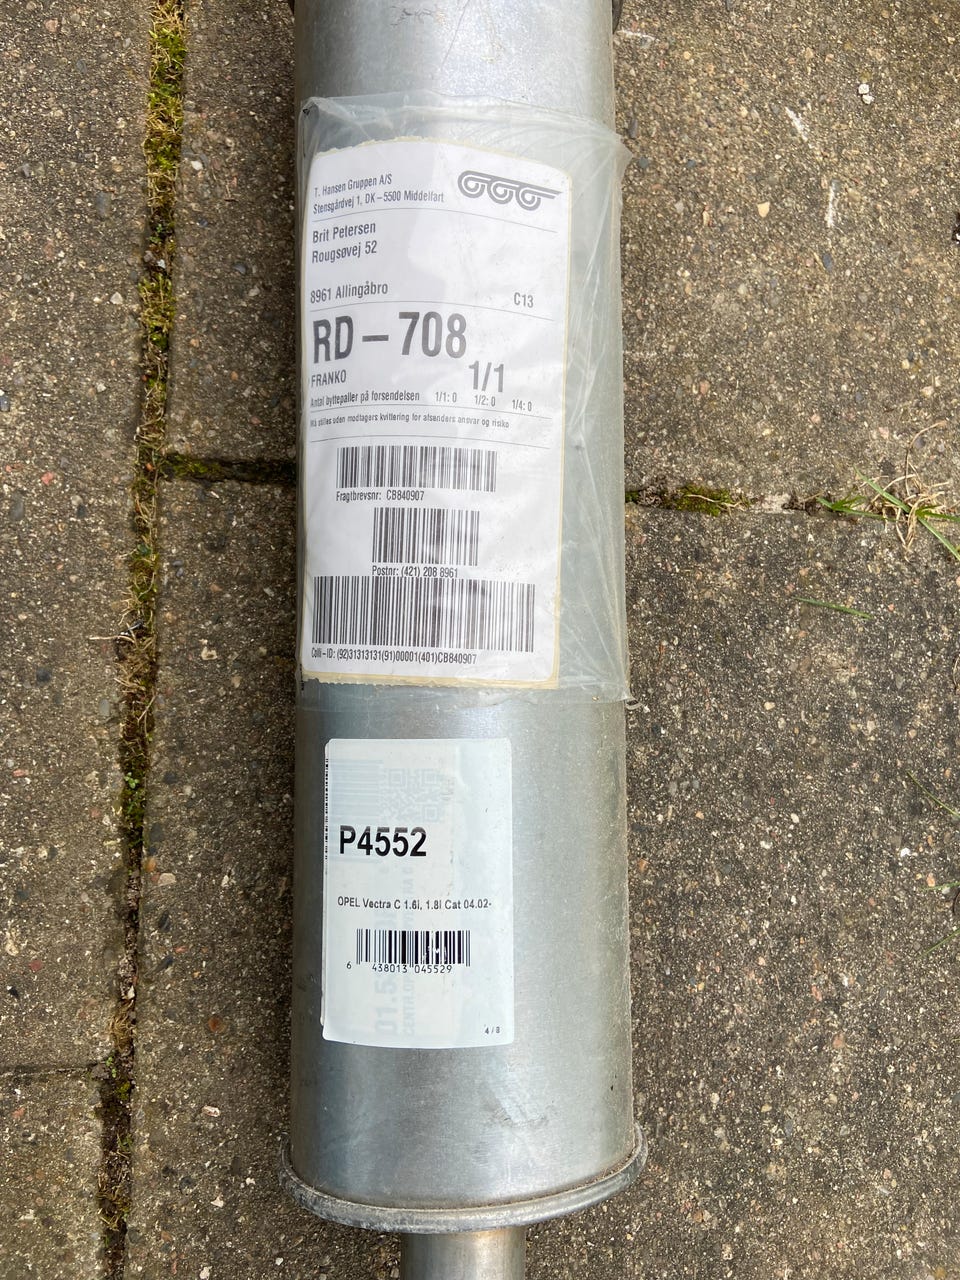 T. Hansen Gruppen A/S
Stensgårdvej 1, DK-5500 Middelfart
Brit Petersen
Rougsøvej 52
8961 Allingåbro
C13
RD-708
FRANKO
1/1
Antal byttepaller på forsendelsen 1/1: 0 1/2: 0 1/4: 0
Må stilles uden modtagers kvittering for afsenders ansvar og risiko
Fragtbrevsnr: CB840907
Postnr: (421) 208 8961
Colli-ID: (92)31313131(91)00001(401)CB840907
P4552
OPEL Vectra C 1.6i, 1.8i Cat 04.02-
6 438013 045529
4/8